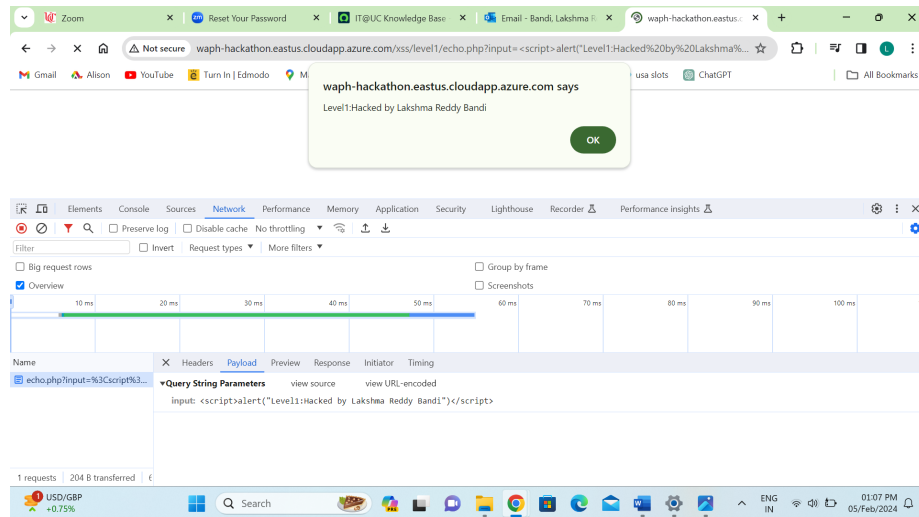 Zoom
zm Reset Your Password
IT@UC Knowledge Base
Email - Bandi, Lakshma R
waph-hackathon.eastus.c
Not secure waph-hackathon.eastus.cloudapp.azure.com/xss/level1/echo.php?input=<script>alert("Level1:Hacked%20by%20Lakshma%...
L
Gmail Alison YouTube Turn In | Edmodo usa slots ChatGPT All Bookmarks
waph-hackathon.eastus.cloudapp.azure.com says
Level1:Hacked by Lakshma Reddy Bandi
OK
Elements Console Sources Network Performance Memory Application Security Lighthouse Recorder Performance insights
Preserve log Disable cache No throttling
Filter Invert Request types More filters
Big request rows Group by frame
Overview Screenshots
10 ms 20 ms 30 ms 40 ms 50 ms 60 ms 70 ms 80 ms 90 ms 100 ms
Name Headers Payload Preview Response Initiator Timing
echo.php?input=%3Cscript%3...
Query String Parameters view source view URL-encoded
input: <script>alert("Level1:Hacked by Lakshma Reddy Bandi")</script>
1 requests 204 B transferred
1 USD/GBP
+0.75%
Search
PRE
ENG
IN
01:07 PM
05/Feb/2024